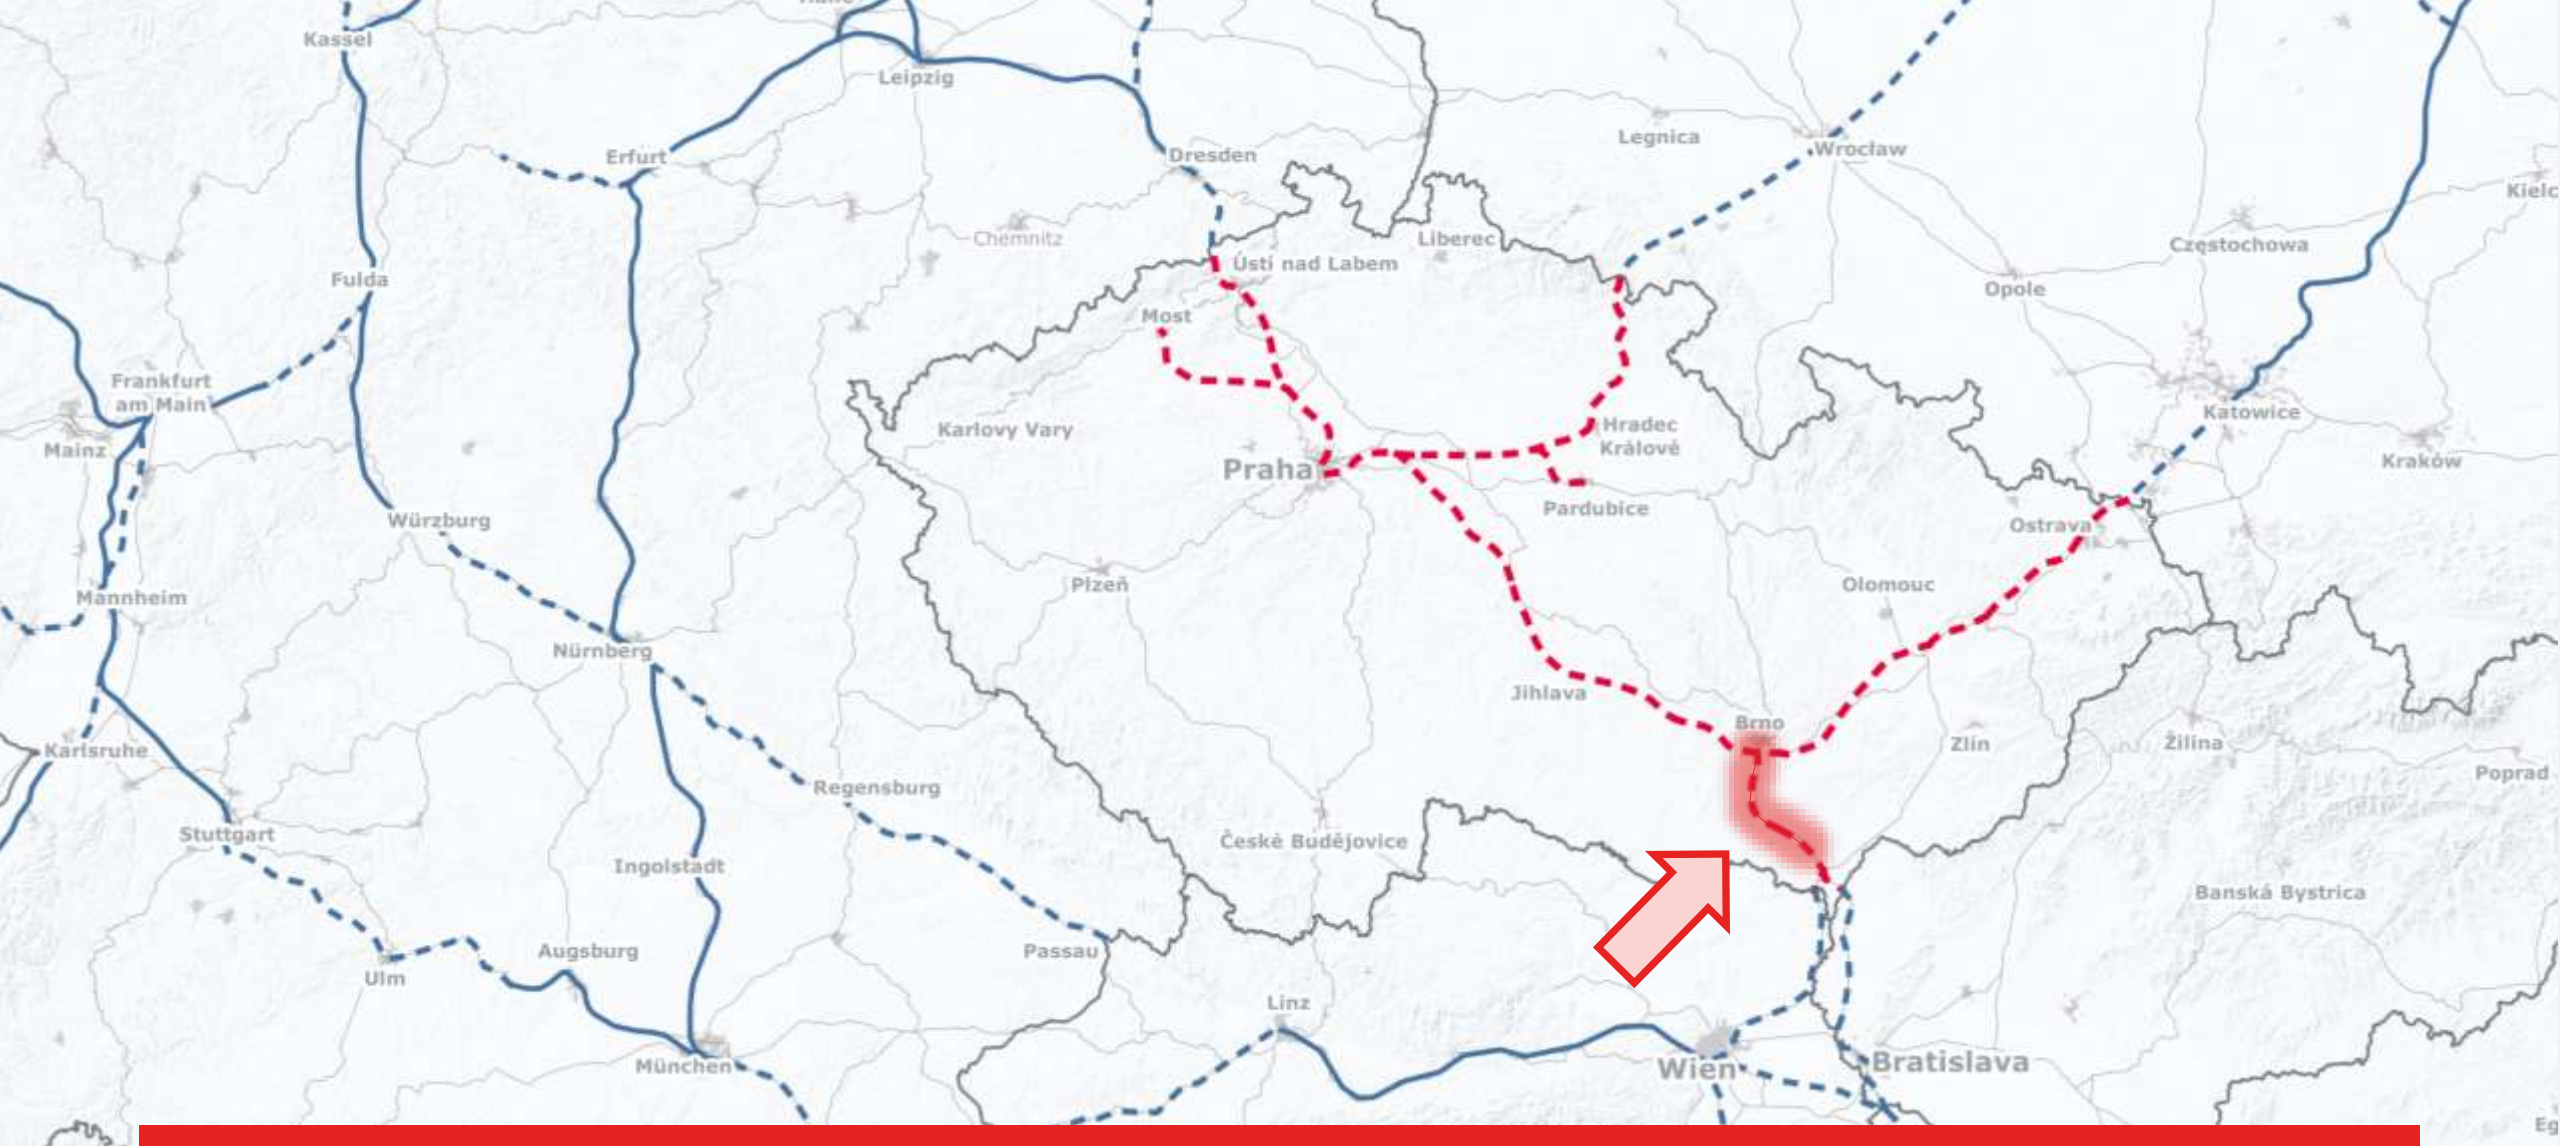 Kassel
Leipzig
Erfurt
Dresden
Legnica
Wrocław
Chemnitz
Liberec
Ústí nad Labem
Częstochowa
Fulda
Most
Opole
Frankfurt
am Main
Mainz
Karlovy Vary
Praha
Hradec
Králové
Katowice
Kraków
Pardubice
Würzburg
Ostrava
Plzeň
Olomouc
Mannheim
Nürnberg
Jihlava
Brno
Zlín
Žilina
Poprad
Karlsruhe
Regensburg
Stuttgart
České Budějovice
Ingolstadt
Banská Bystrica
Augsburg
Passau
Ulm
Linz
München
Wien
Bratislava